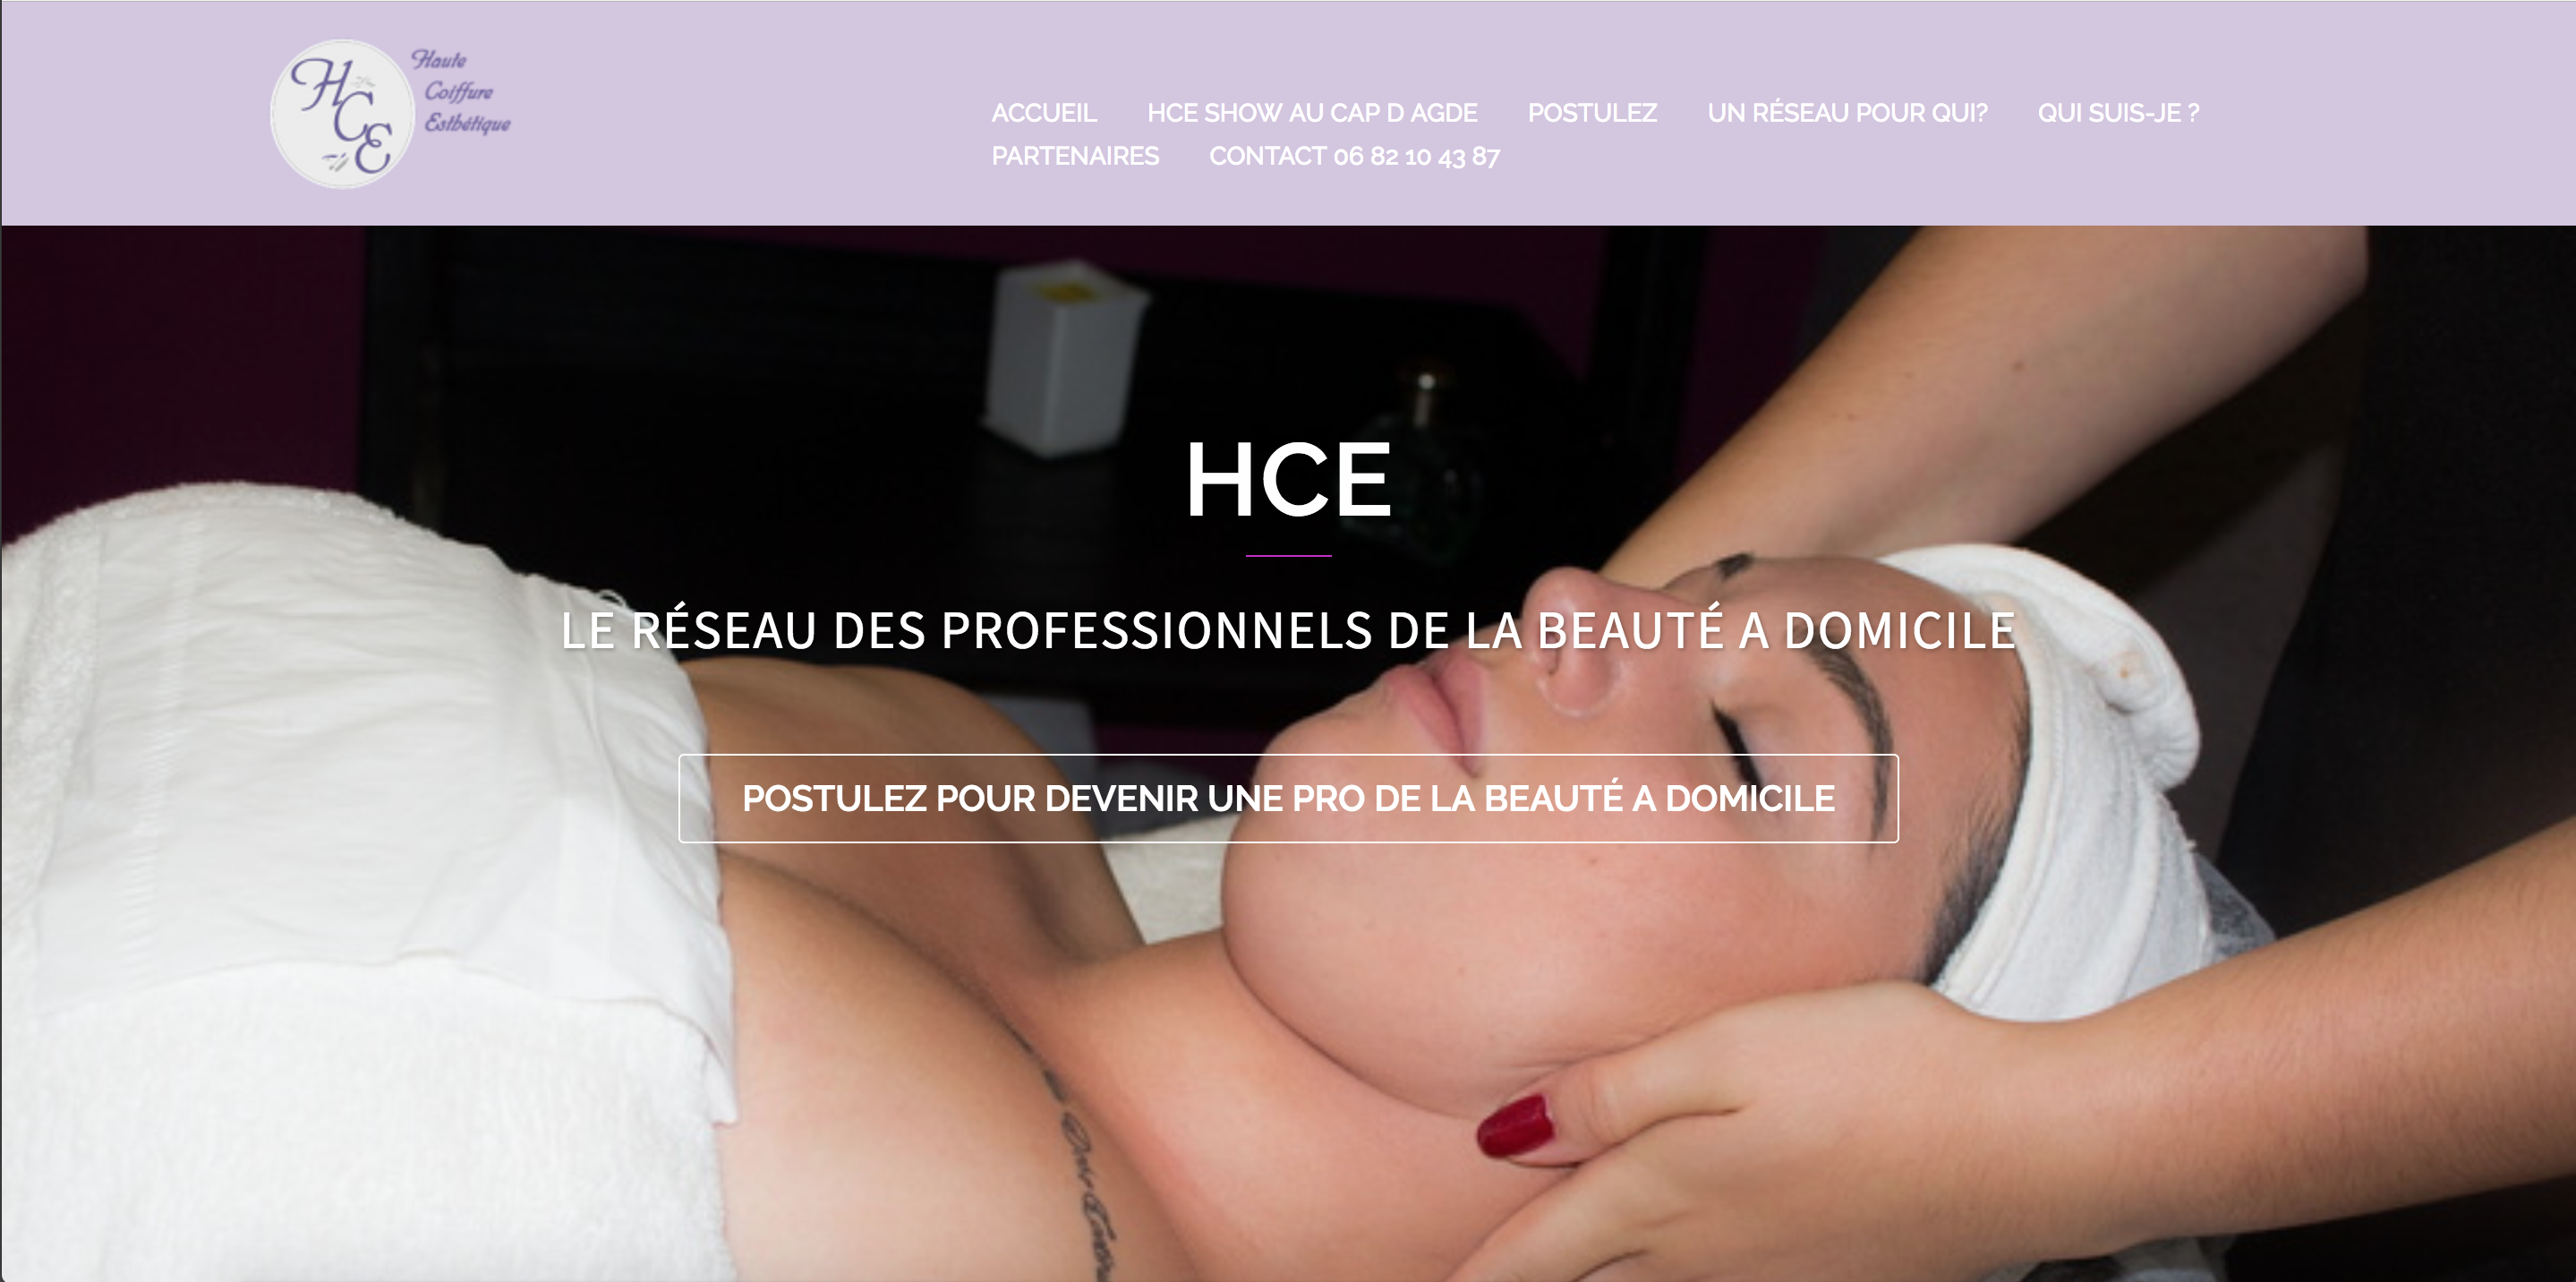 HCE
Haute
Coiffure
Esthétique
ACCUEIL HCE SHOW AU CAP D AGDE POSTULEZ UN RÉSEAU POUR QUI? QUI SUIS-JE ?
PARTENAIRES CONTACT 06 82 10 43 87
HCE
LE RÉSEAU DES PROFESSIONNELS DE LA BEAUTÉ A DOMICILE
POSTULEZ POUR DEVENIR UNE PRO DE LA BEAUTÉ A DOMICILE